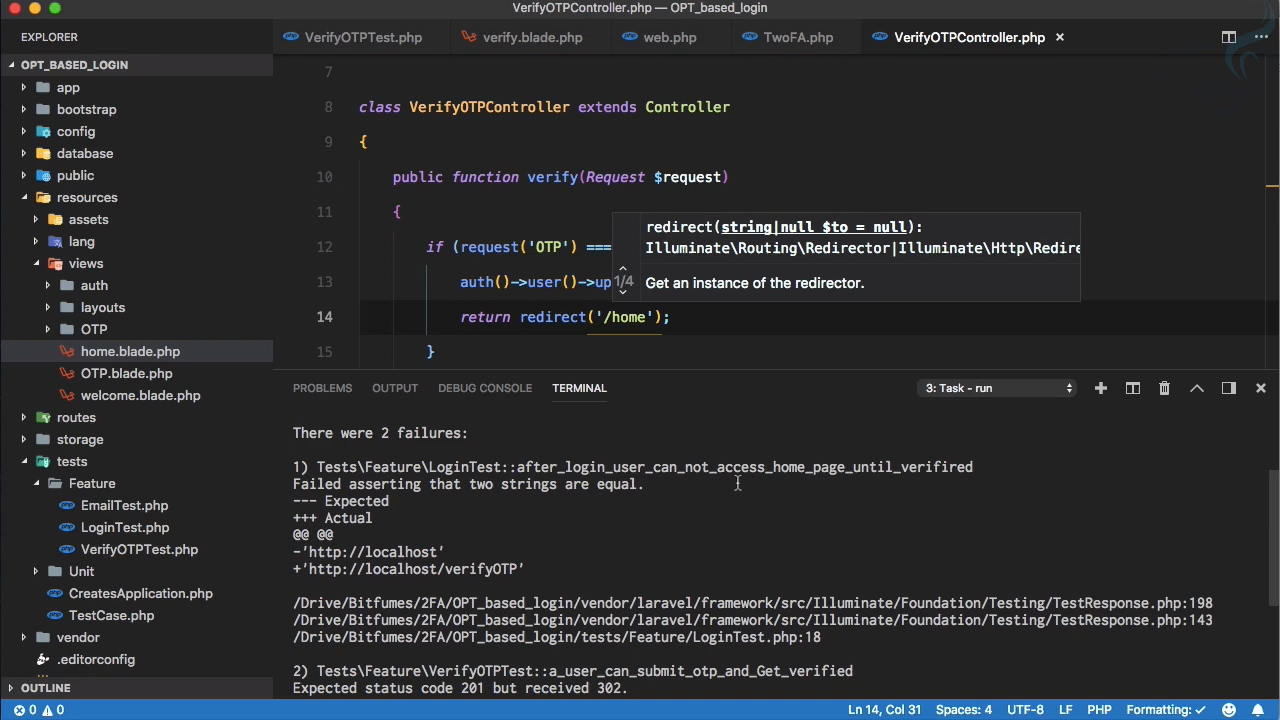 VerifyOTPController.php — OPT_based_login
EXPLORER
VerifyOTPTest.php
verify.blade.php
web.php
TwoFA.php
VerifyOTPController.php ×
OPT_BASED_LOGIN
app
bootstrap
config
database
public
resources
assets
lang
views
auth
layouts
OTP
home.blade.php
OTP.blade.php
welcome.blade.php
routes
storage
tests
Feature
EmailTest.php
LoginTest.php
VerifyOTPTest.php
Unit
CreatesApplication.php
TestCase.php
vendor
.editorconfig
OUTLINE
7
8 class VerifyOTPController extends Controller
9 {
10 public function verify(Request $request)
11 {
12 if (request('OTP') ===
13 auth()->user()->up
14 return redirect('/home');
15 }
redirect(string|null $to = null):
Illuminate\Routing\Redirector|Illuminate\Http\Redire
1/4 Get an instance of the redirector.
PROBLEMS OUTPUT DEBUG CONSOLE TERMINAL 3: Task - run
There were 2 failures:
1) Tests\Feature\LoginTest::after_login_user_can_not_access_home_page_until_verifired
Failed asserting that two strings are equal.
--- Expected
+++ Actual
@@ @@
-'http://localhost'
+'http://localhost/verifyOTP'
/Drive/Bitfumes/2FA/OPT_based_login/vendor/laravel/framework/src/Illuminate/Foundation/Testing/TestResponse.php:198
/Drive/Bitfumes/2FA/OPT_based_login/vendor/laravel/framework/src/Illuminate/Foundation/Testing/TestResponse.php:143
/Drive/Bitfumes/2FA/OPT_based_login/tests/Feature/LoginTest.php:18
2) Tests\Feature\VerifyOTPTest::a_user_can_submit_otp_and_Get_verified
Expected status code 201 but received 302.
0 0 Ln 14, Col 31 Spaces: 4 UTF-8 LF PHP Formatting: ✓